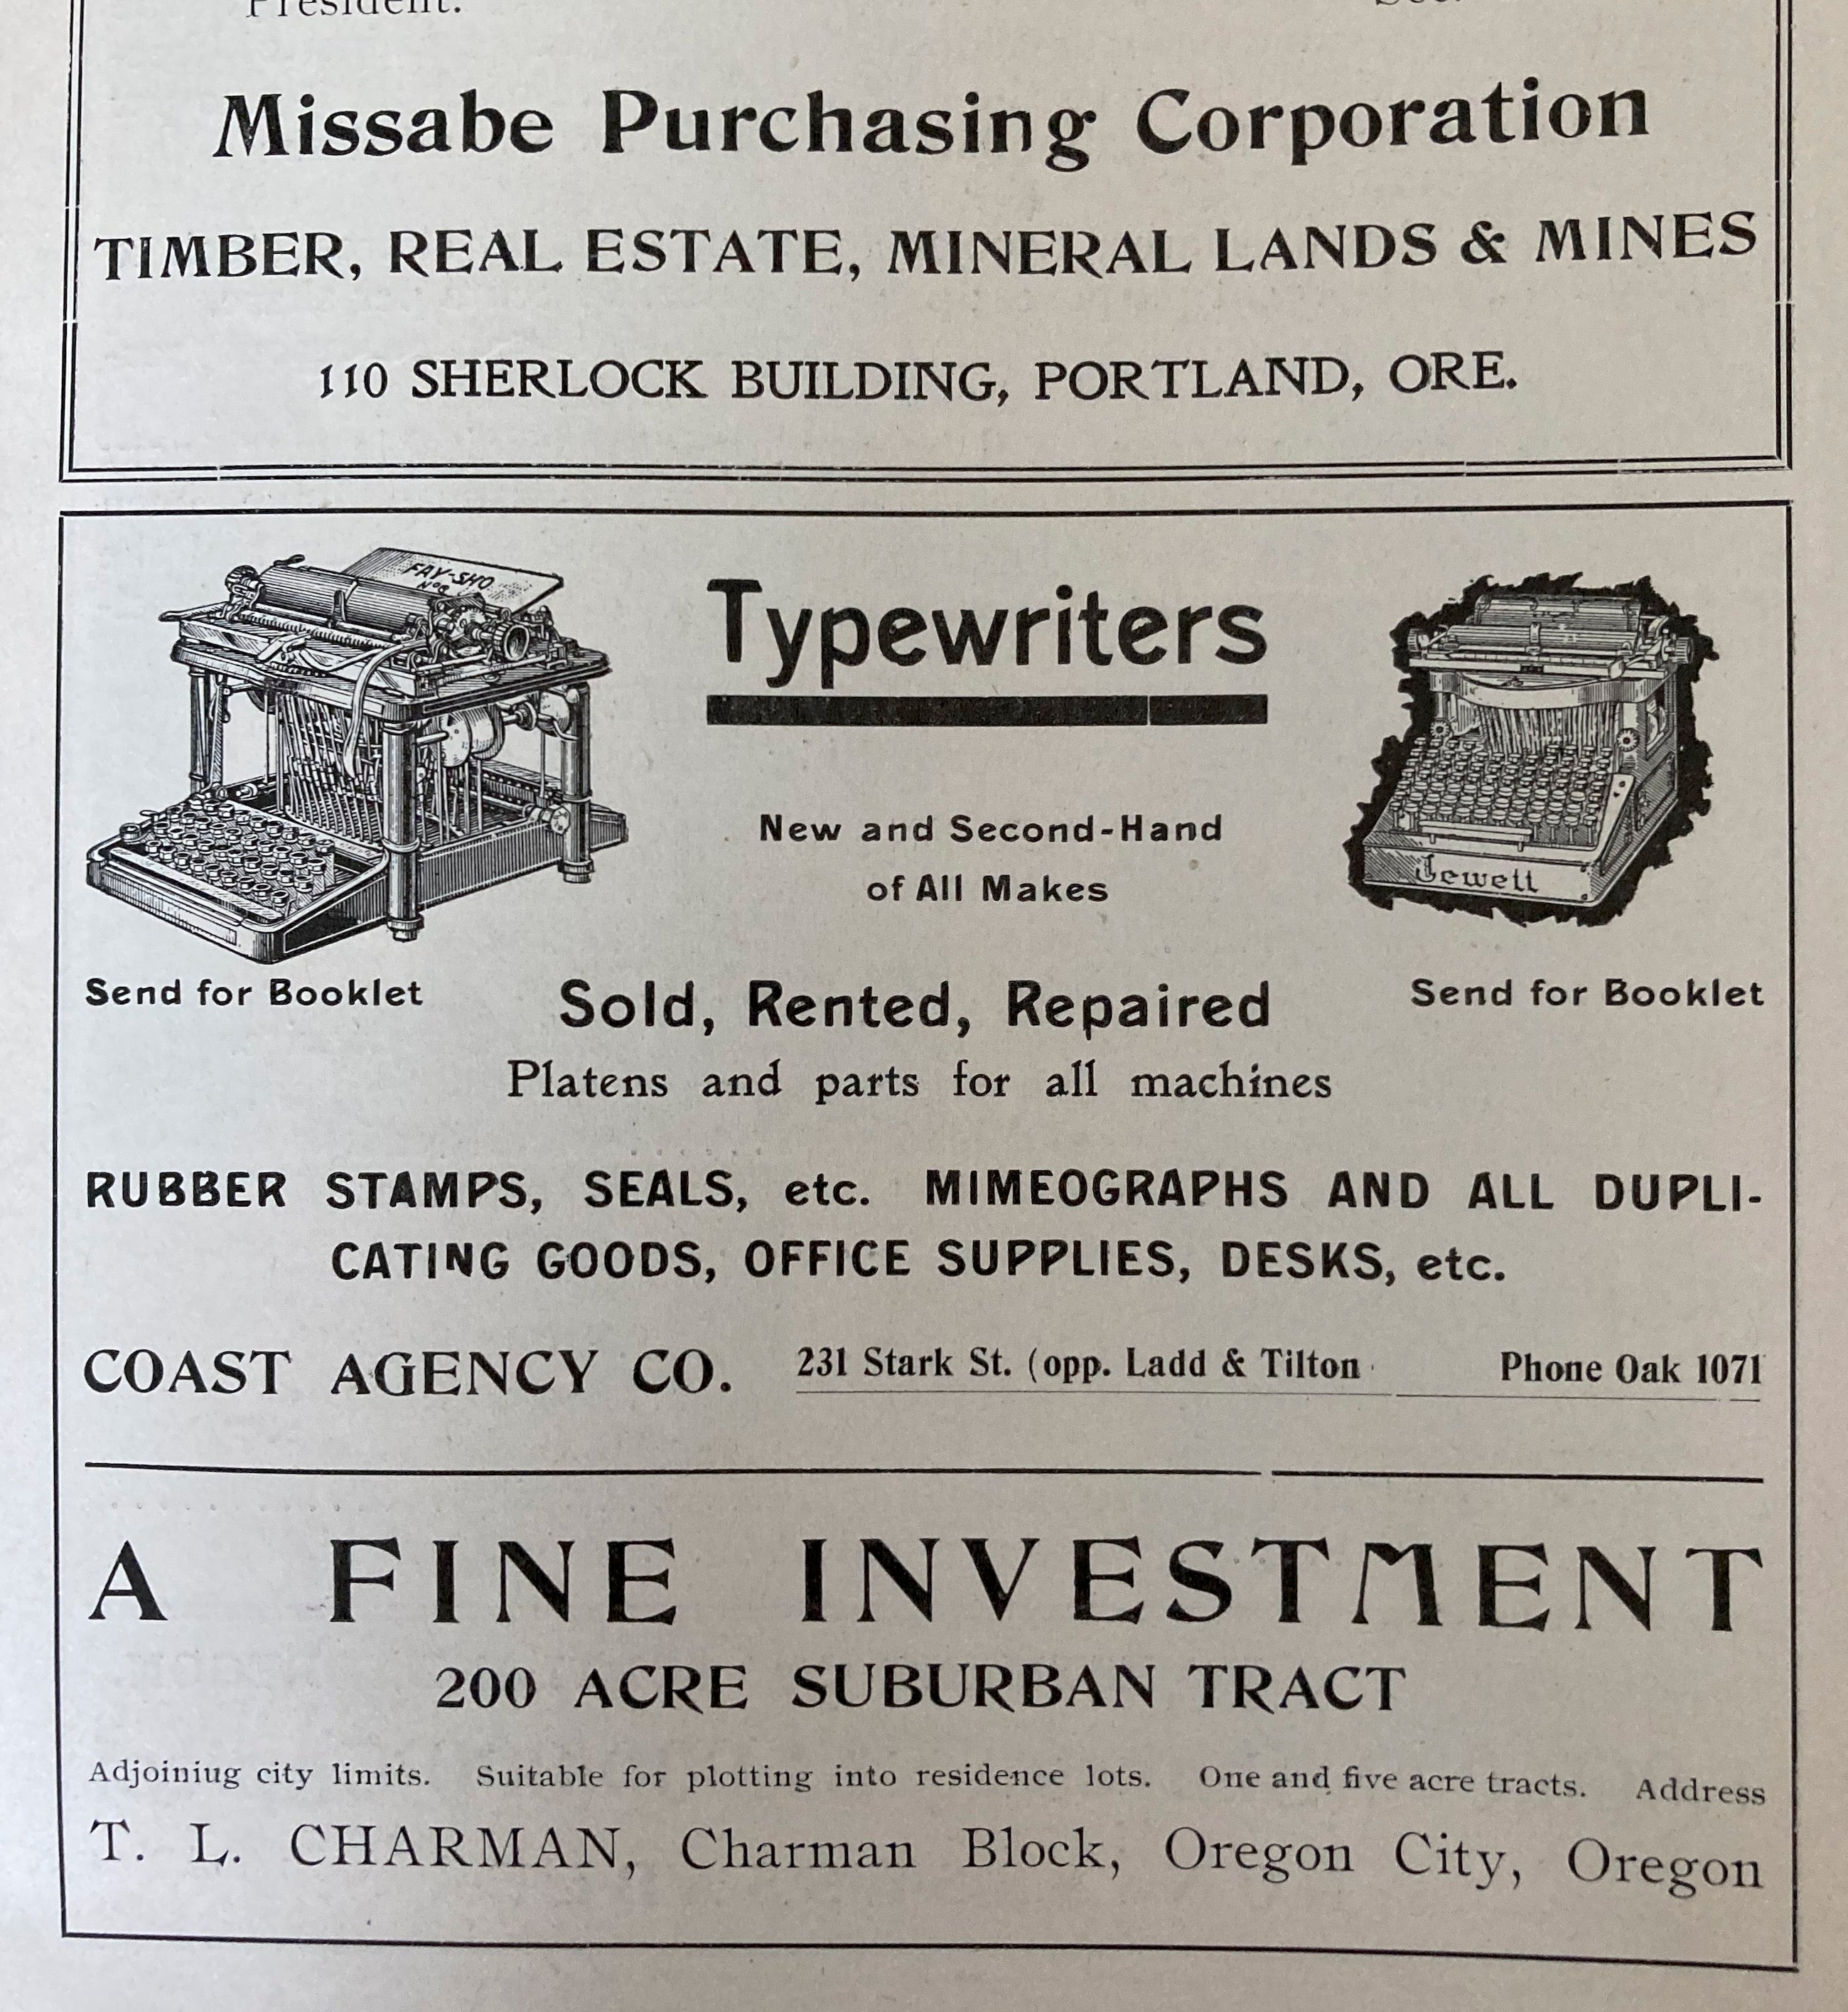 President.
Sec.
Missabe Purchasing Corporation
TIMBER, REAL ESTATE, MINERAL LANDS & MINES
110 SHERLOCK BUILDING, PORTLAND, ORE.
FAY-SHO
No 8
Typewriters
New and Second-Hand
of All Makes
Jewett
Send for Booklet
Sold, Rented, Repaired
Send for Booklet
Platens and parts for all machines
RUBBER STAMPS, SEALS, etc. MIMEOGRAPHS AND ALL DUPLI-
CATING GOODS, OFFICE SUPPLIES, DESKS, etc.
COAST AGENCY CO. 231 Stark St. (opp. Ladd & Tilton Phone Oak 1071
A FINE INVESTMENT
200 ACRE SUBURBAN TRACT
Adjoiniug city limits. Suitable for plotting into residence lots. One and five acre tracts. Address
T. L. CHARMAN, Charman Block, Oregon City, Oregon